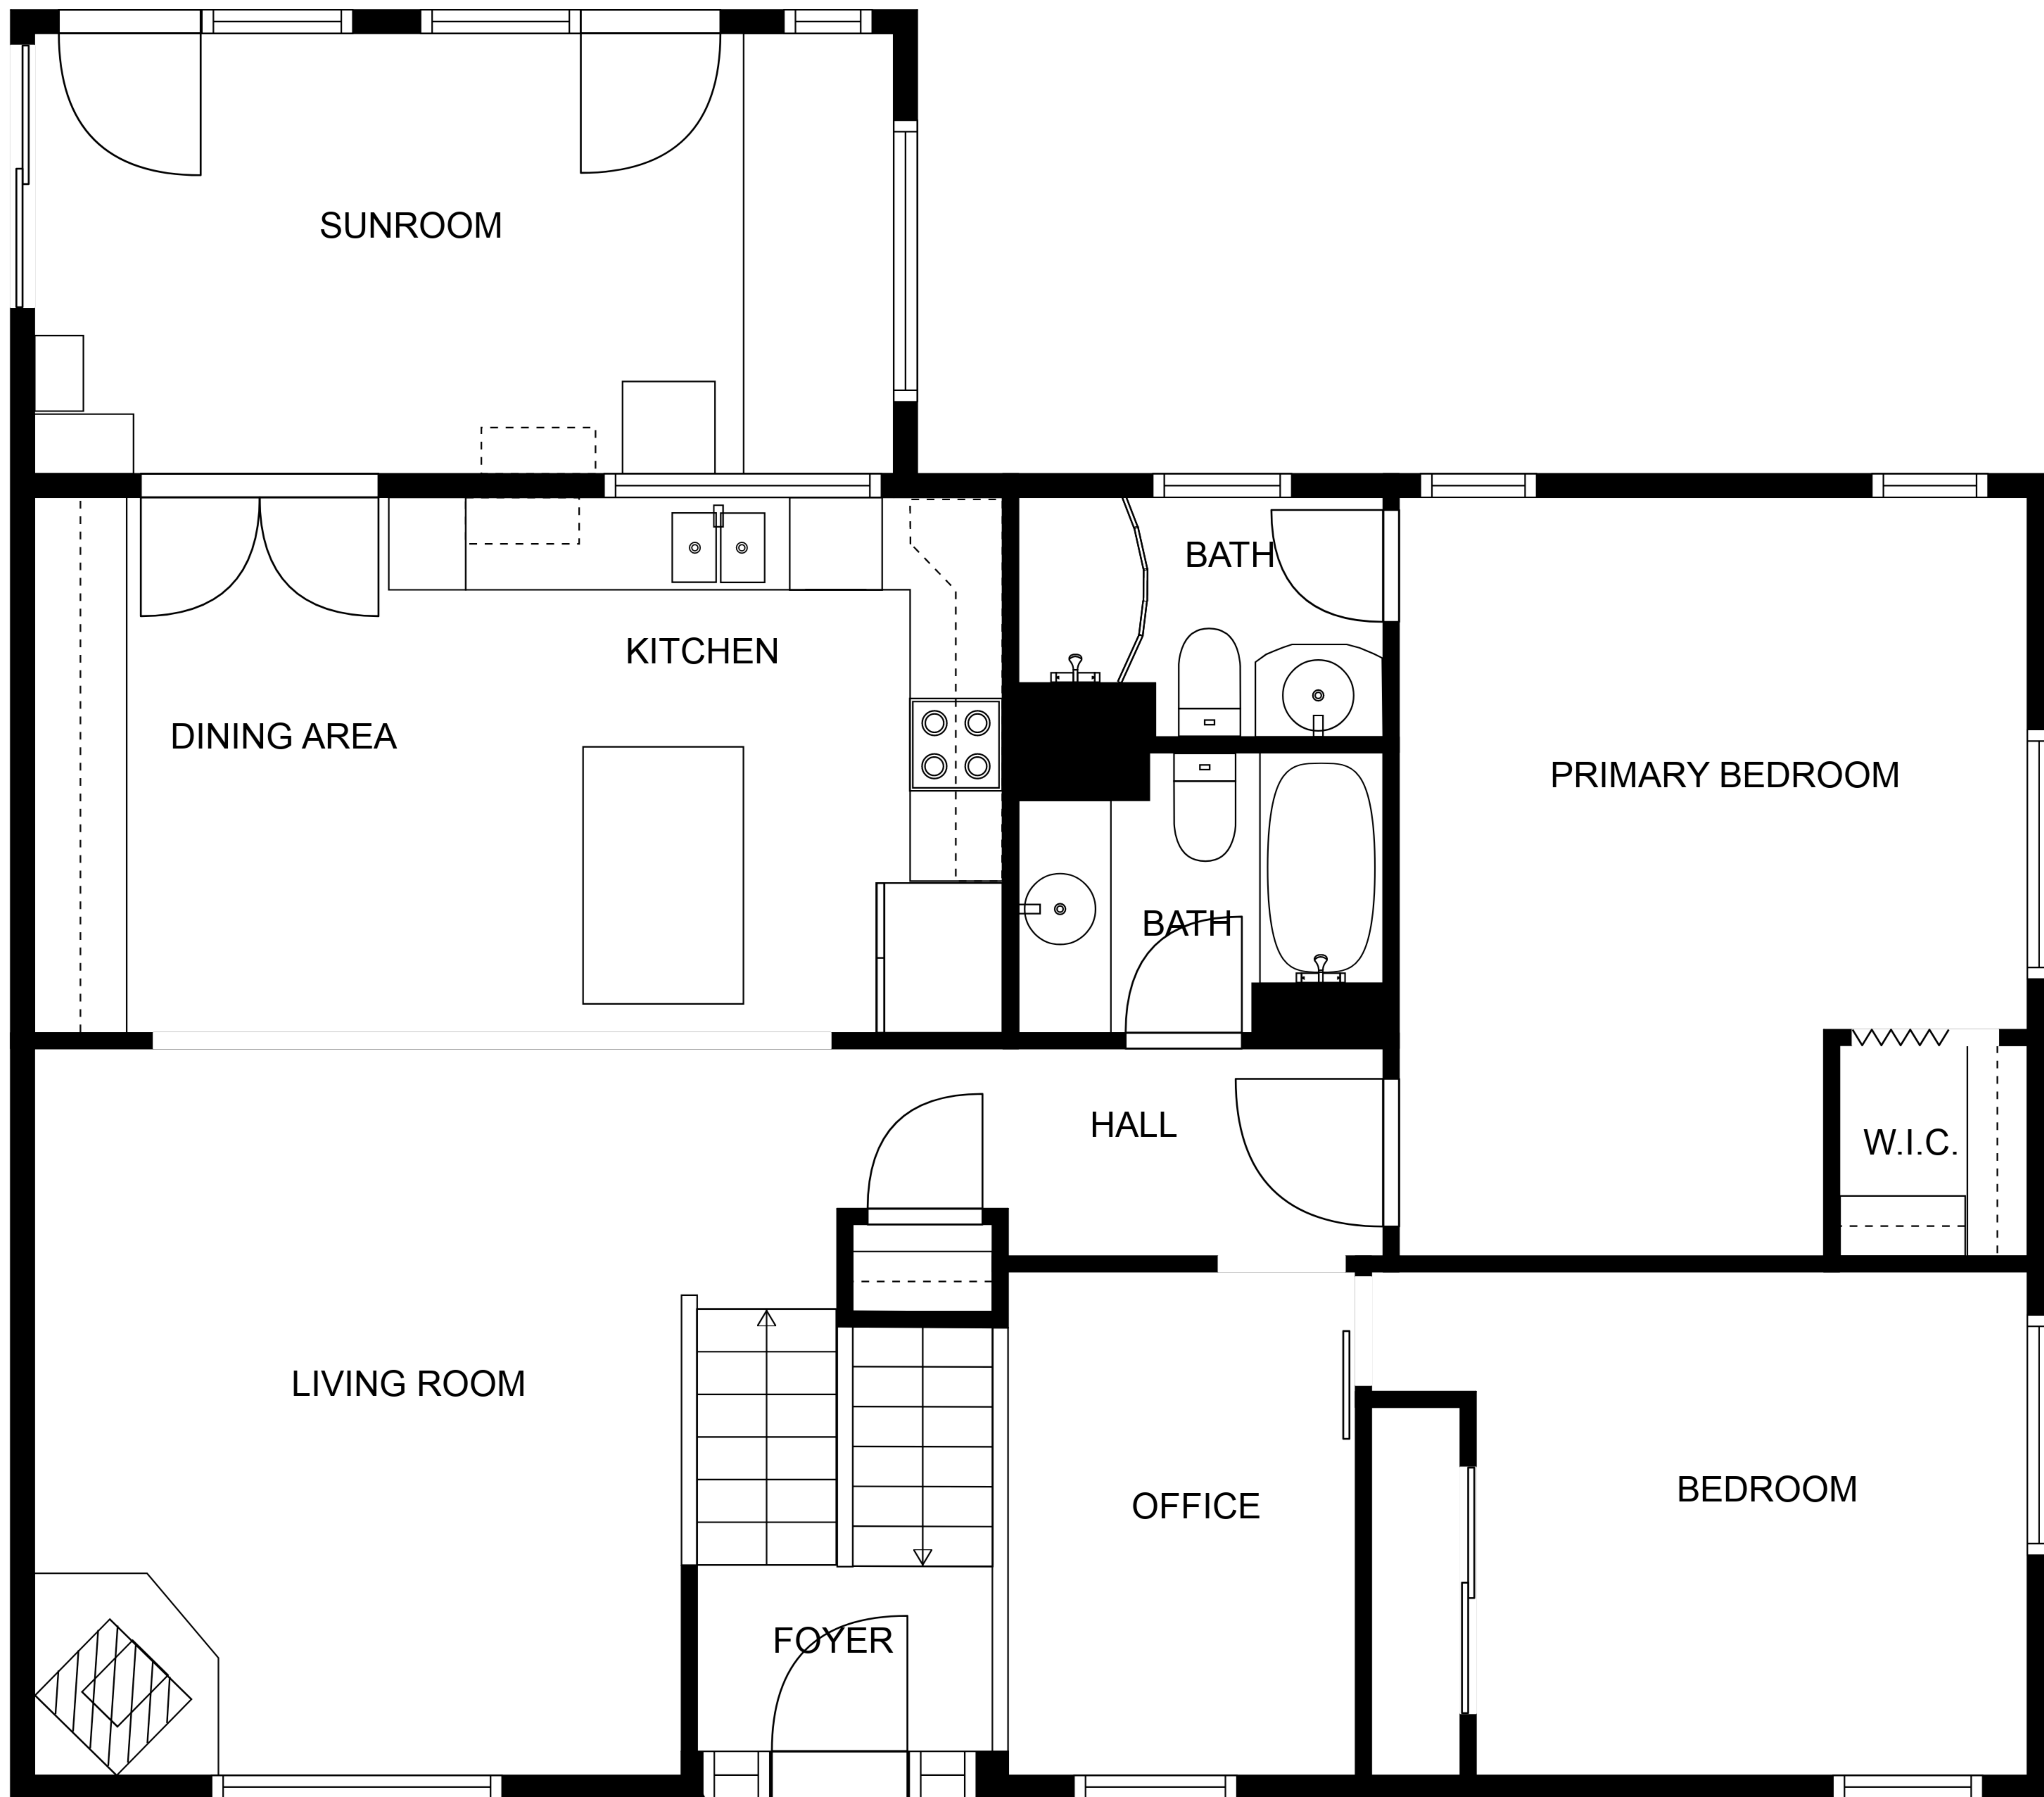 SUNROOM
BATH
KITCHEN
DINING AREA
PRIMARY BEDROOM
BATH
HALL
W.I.C.
LIVING ROOM
BEDROOM
OFFICE
FOYER